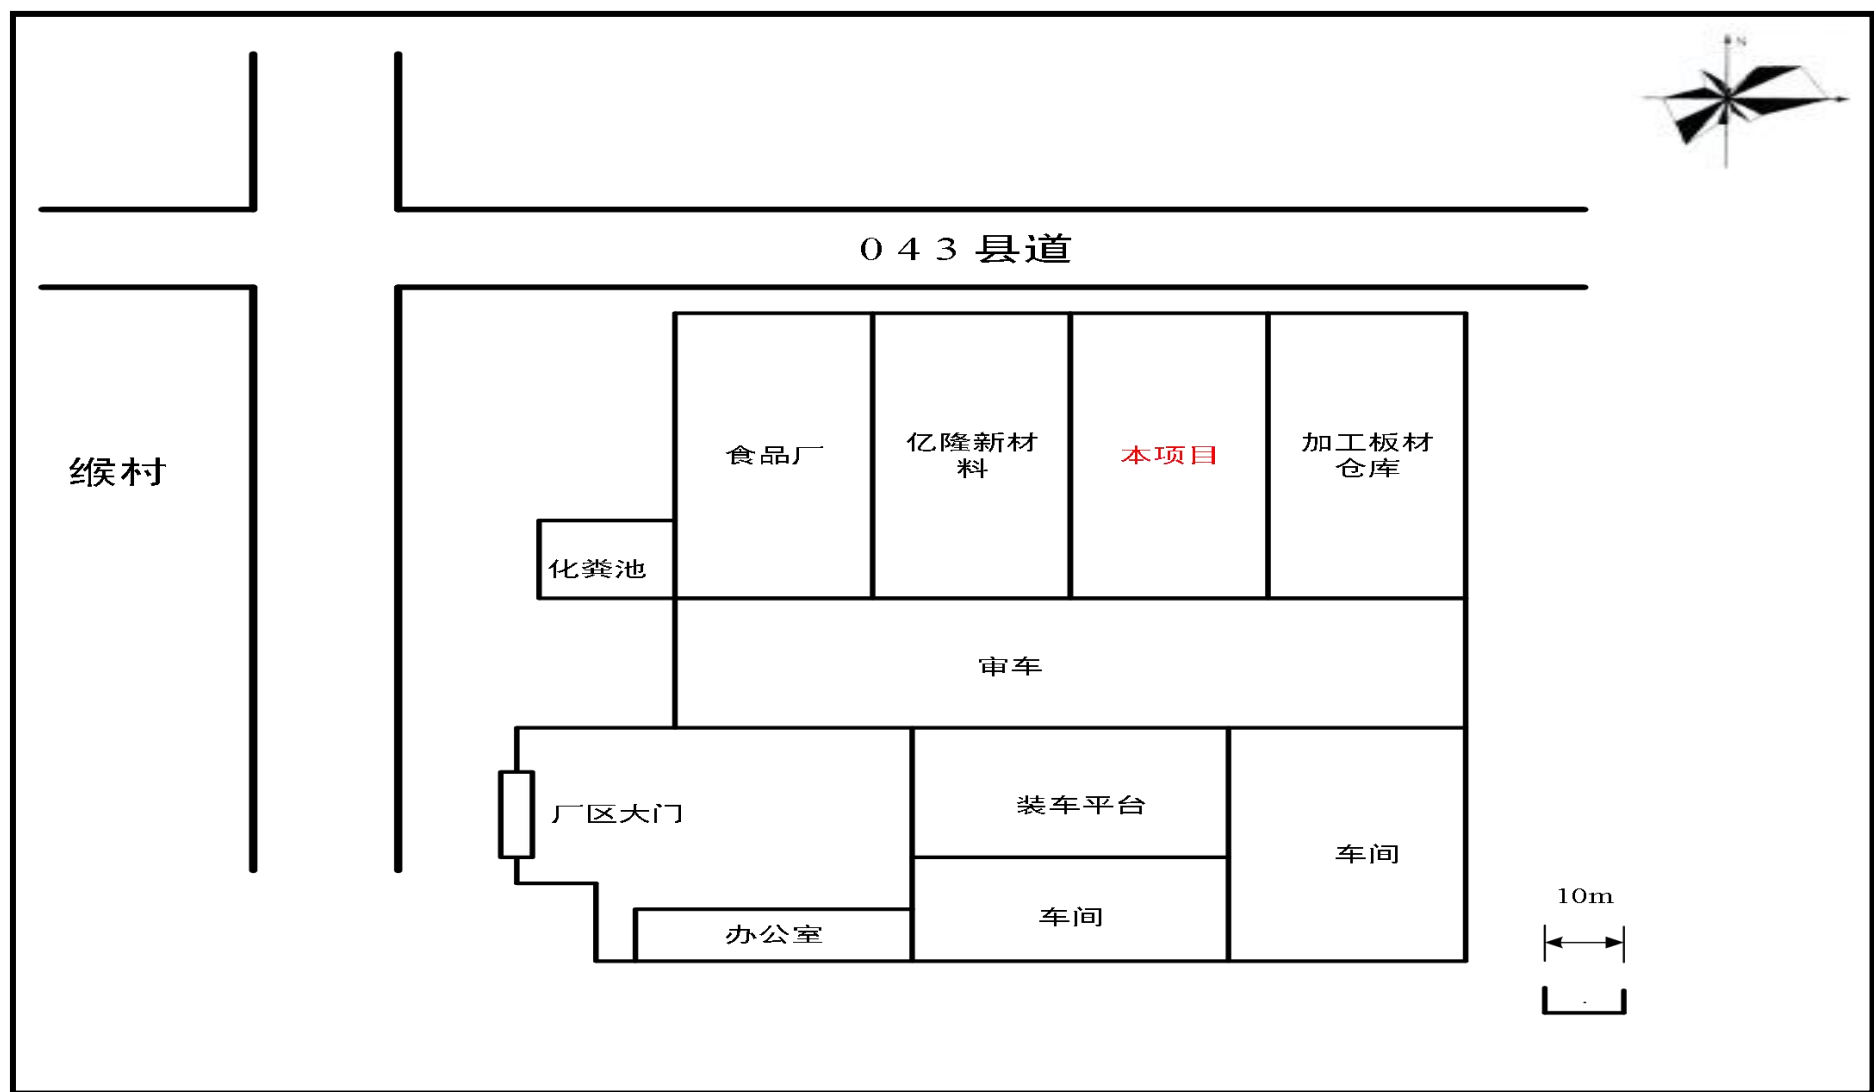 N
043县道
食品厂
亿隆新材
料
本项目
加工板材
仓库
缑村
化粪池
审车
厂区大门
装车平台
车间
车间
办公室
10m